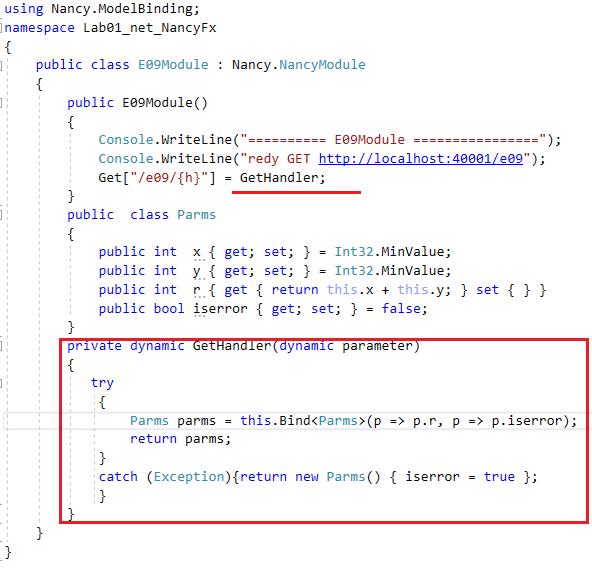 using Nancy.ModelBinding;
namespace Lab01_net_NancyFx
{
public class E09Module : Nancy.NancyModule
{
public E09Module()
{
Console.WriteLine("========== E09Module ================");
Console.WriteLine("redy GET http://localhost:40001/e09");
Get["/e09/{h}"] = GetHandler;
}
public  class Parms
{
public int  x { get; set; } = Int32.MinValue;
public int  y { get; set; } = Int32.MinValue;
public int  r { get { return this.x + this.y; } set { } }
public bool iserror { get; set; } = false;
}
private dynamic GetHandler(dynamic parameter)
{
try
{
Parms parms = this.Bind<Parms>(p => p.r, p => p.iserror);
return parms;
}
catch (Exception){return new Parms() { iserror = true };
}
}
}
}